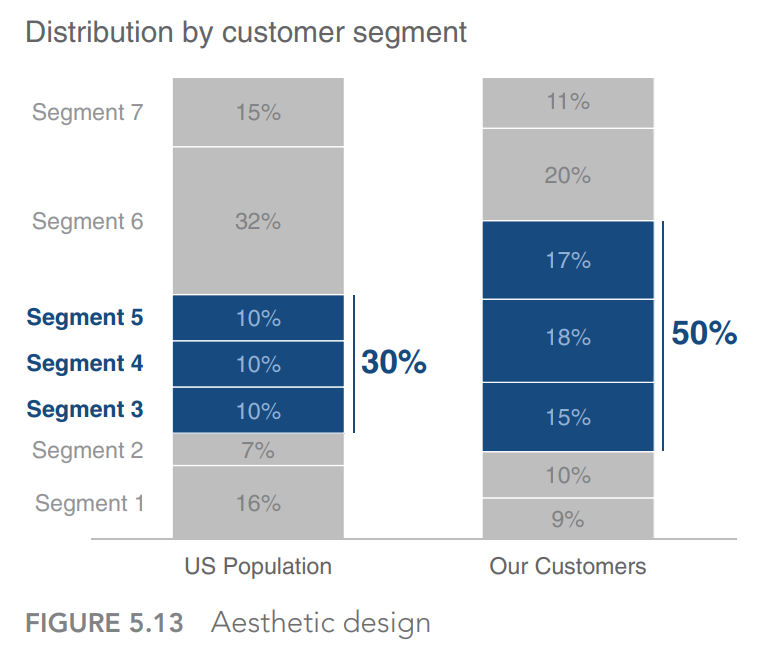 Distribution by customer segment
Segment 7 15% 11%
Segment 6 32% 20%
Segment 5 10% 17%
Segment 4 10% 30% 18% 50%
Segment 3 10% 15%
Segment 2 7% 10%
Segment 1 16% 9%
US Population Our Customers
FIGURE 5.13 Aesthetic design